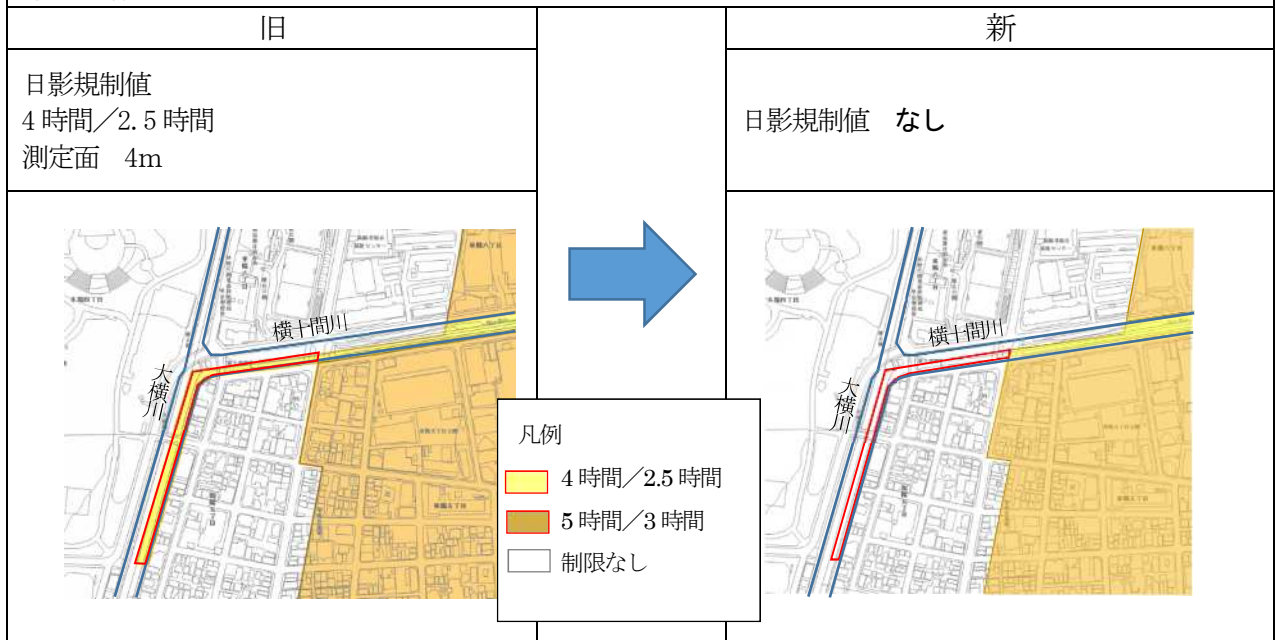 旧
新
日影規制値
4時間／2.5時間
測定面　4m
日影規制値　なし
横十間川
大横川
横十間川
大横川
凡例
4時間／2.5時間
5時間／3時間
制限なし